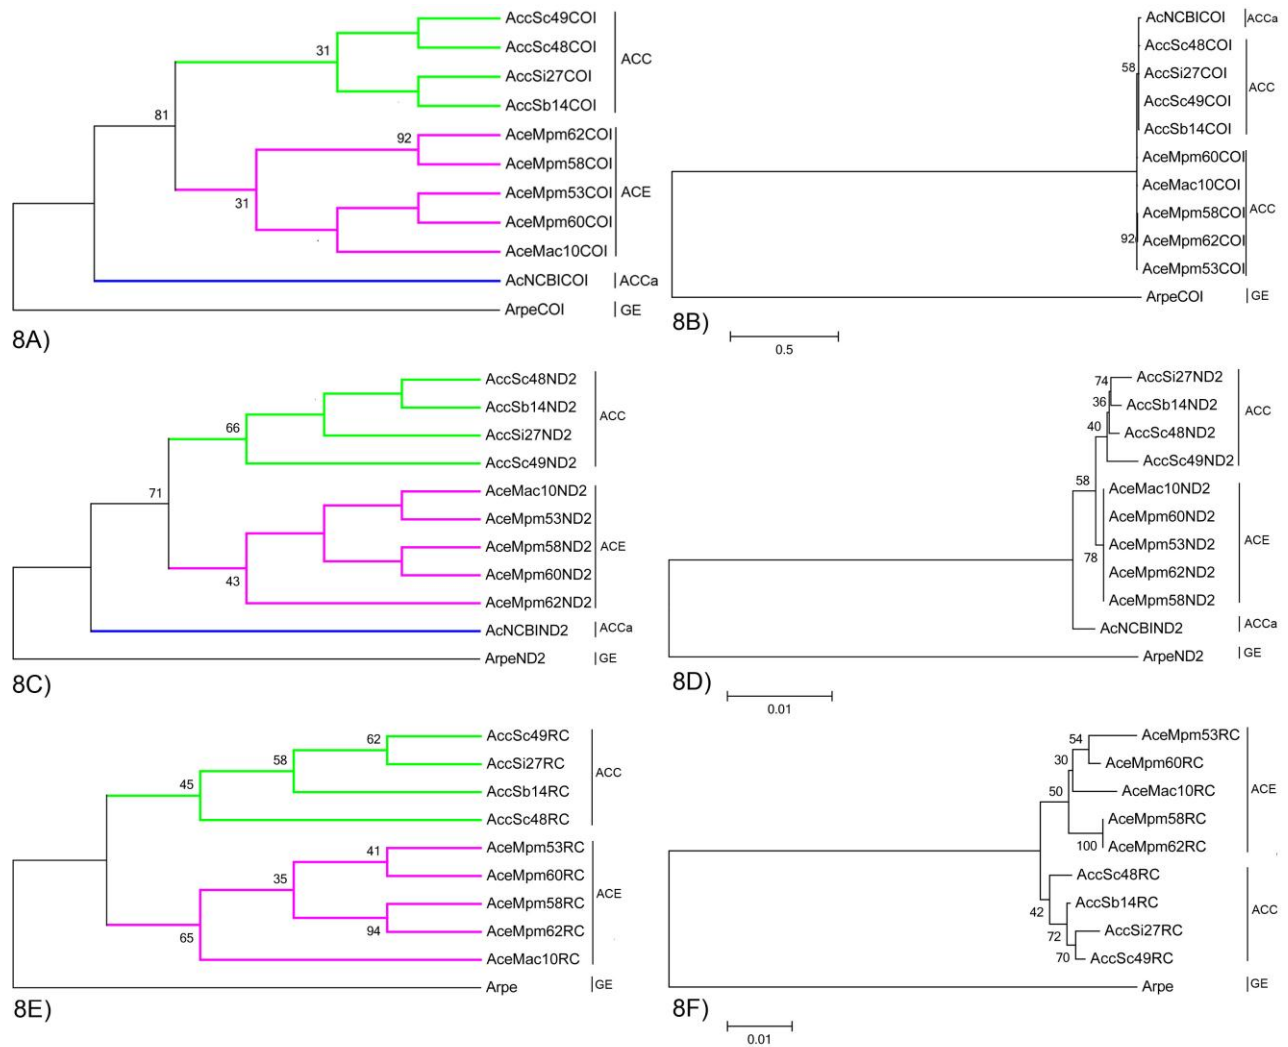 AccSc49COI
AccSc48COI
31
ACC
AccSi27COI
AccSb14COI
81
AceMpm62COI
92
AceMpm58COI
AceMpm53COI
ACE
31
AceMpm60COI
AceMac10COI
AcNCBICOI
ACCa
ArpeCOI
GE
8A)
AcNCBICOI
ACCa
AccSc48COI
58
AccSi27COI
ACC
AccSc49COI
AccSb14COI
AceMpm60COI
AceMac10COI
AceMpm58COI
ACC
92
AceMpm62COI
AceMpm53COI
ArpeCOI
GE
8B)
0.5
AccSc48ND2
AccSb14ND2
ACC
66
AccSi27ND2
AccSc49ND2
71
AceMac10ND2
AceMpm53ND2
AceMpm58ND2
ACE
43
AceMpm60ND2
AceMpm62ND2
AcNCBIND2
ACCa
ArpeND2
GE
8C)
74
AccSi27ND2
36
AccSb14ND2
ACC
40
AccSc48ND2
AccSc49ND2
58
AceMac10ND2
AceMpm60ND2
AceMpm53ND2
ACE
78
AceMpm62ND2
AceMpm58ND2
AcNCBIND2
ACCa
ArpeND2
GE
8D)
0.01
62
AccSc49RC
58
AccSi27RC
ACC
45
AccSb14RC
AccSc48RC
41
AceMpm53RC
35
AceMpm60RC
AceMpm58RC
ACE
65
94
AceMpm62RC
AceMac10RC
Arpe
GE
8E)
54
AceMpm53RC
30
AceMpm60RC
50
AceMac10RC
ACE
AceMpm58RC
100
AceMpm62RC
AccSc48RC
42
AccSb14RC
ACC
72
AccSi27RC
70
AccSc49RC
Arpe
GE
8F)
0.01